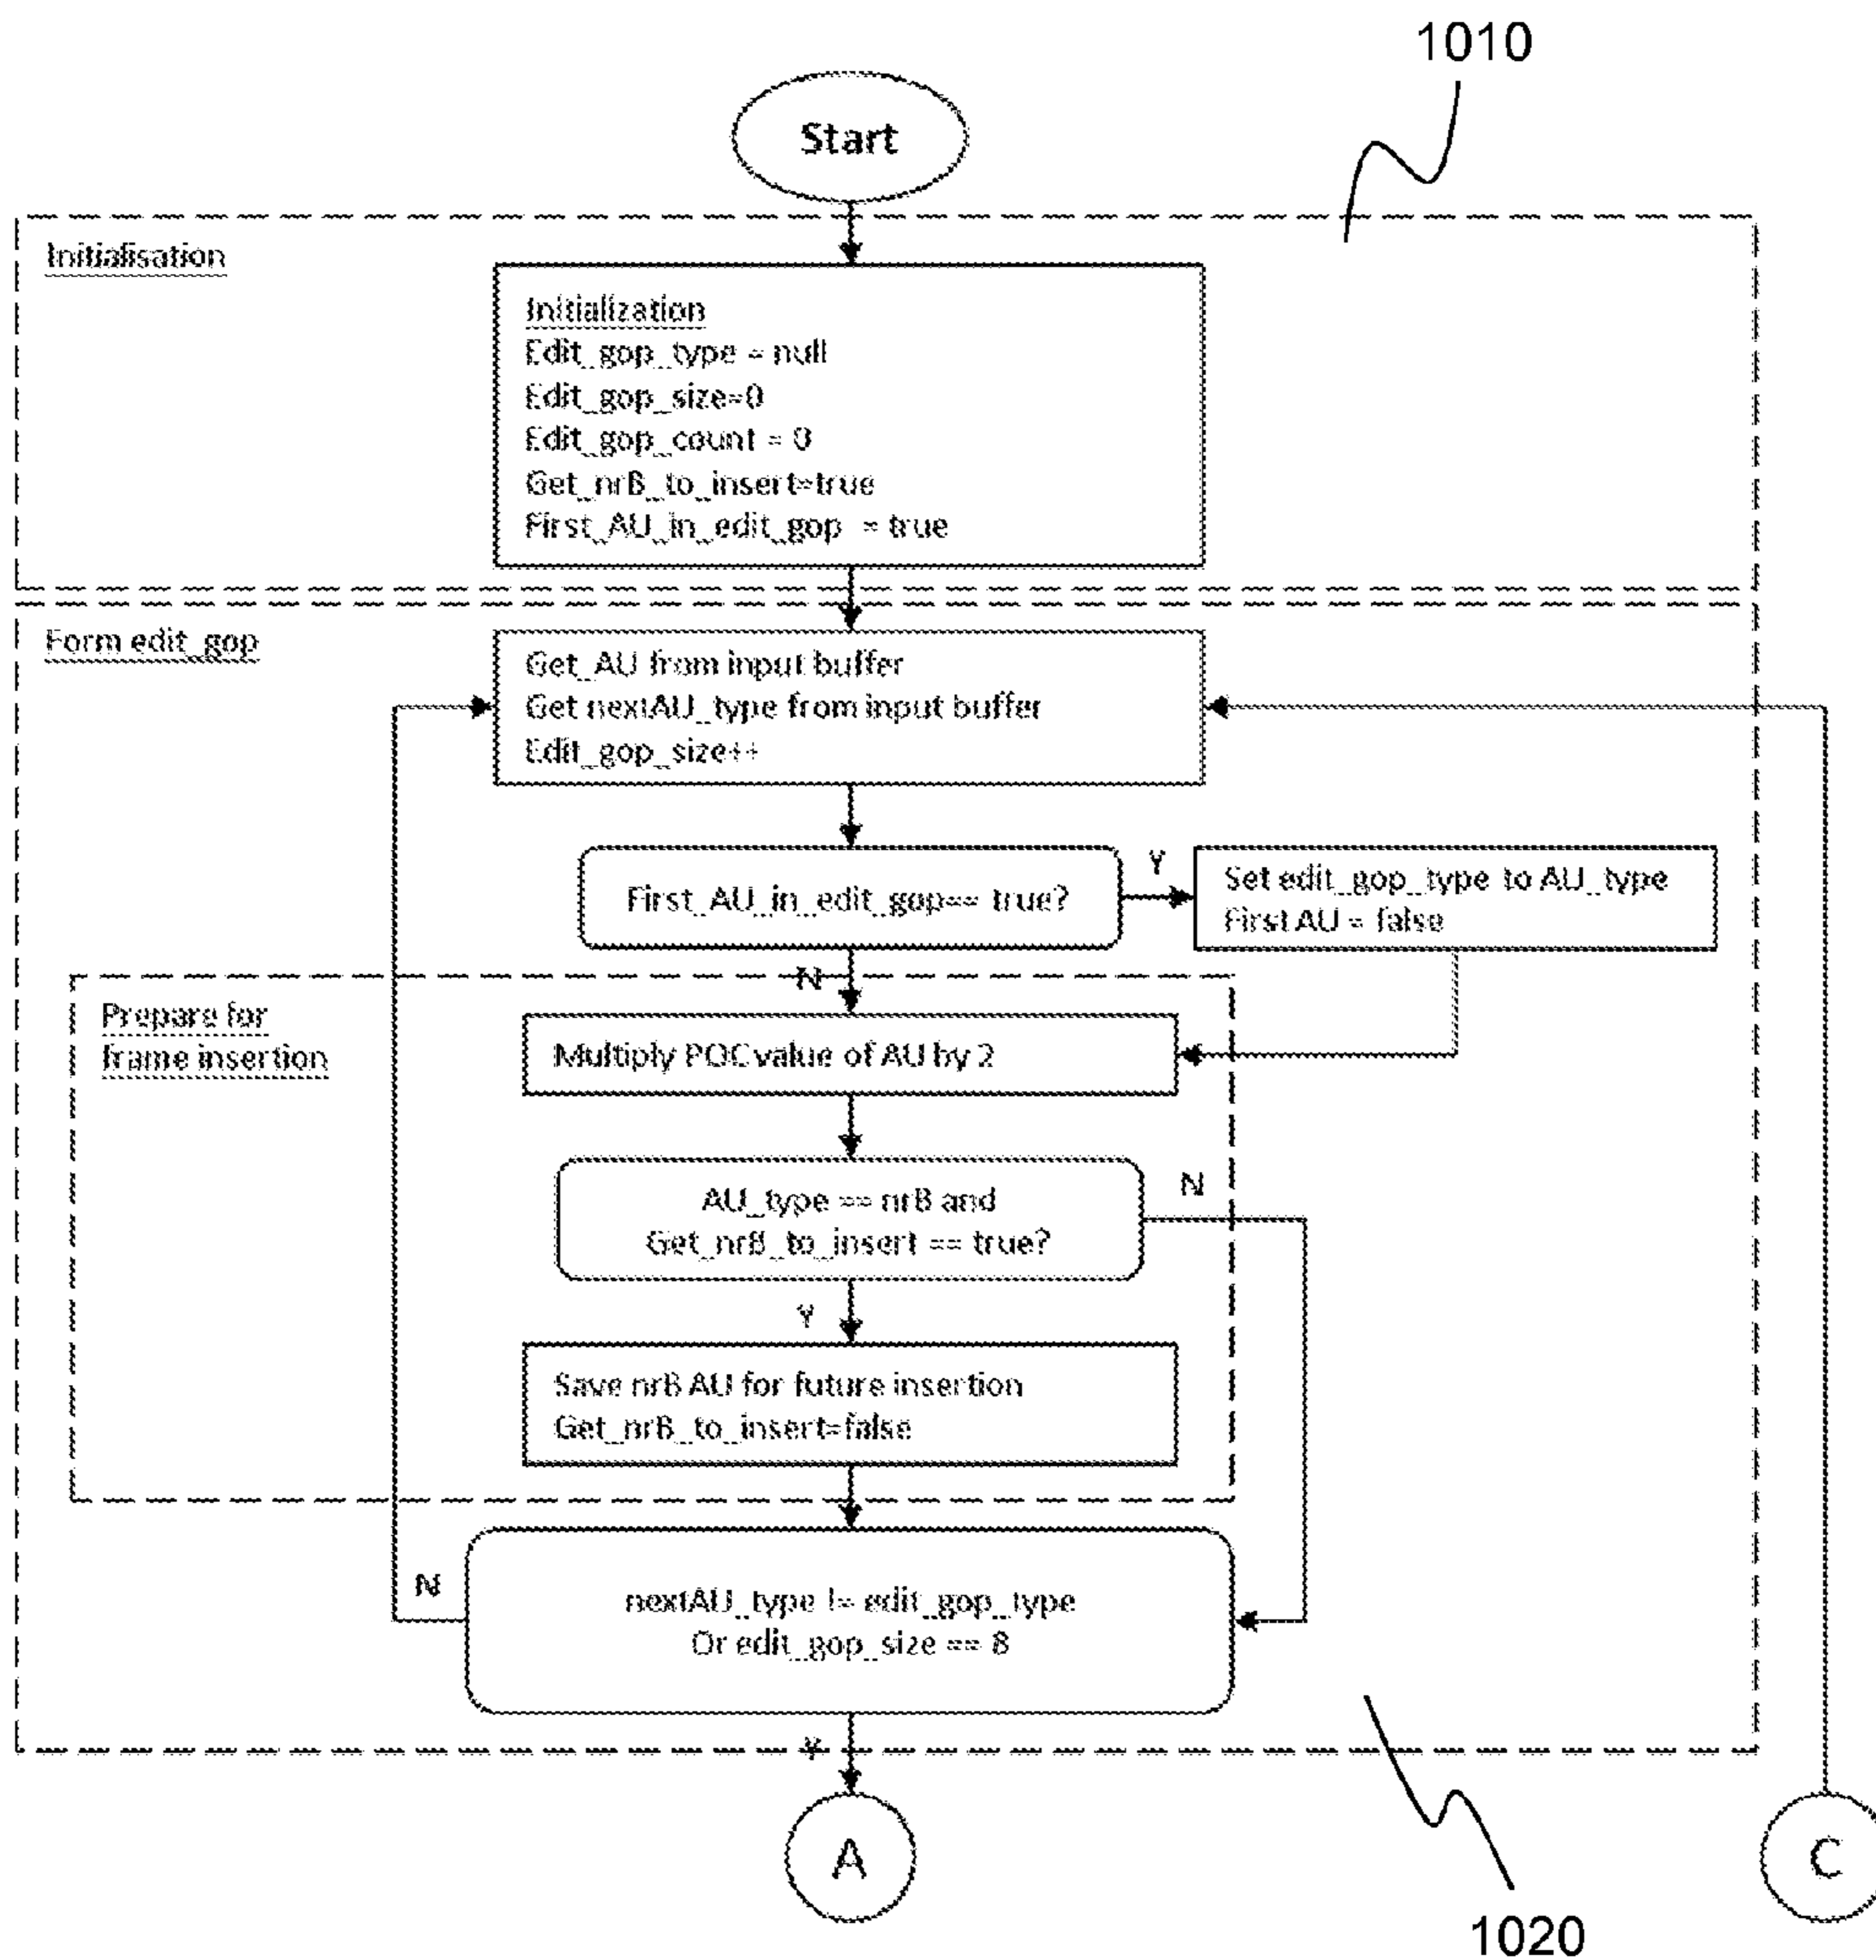 1010
Start
Initialisation
Initialization
Edit_gop_type = null
Edit_gop_size=0
Edit_gop_count = 0
Get_nrB_to_insert=true
First_AU_in_edit_gop = true
Form edit_gop
Get_AU from input buffer
Get nextAU_type from input buffer
Edit_gop_size++
First_AU_in_edit_gop== true?
Y
Set edit_gop_type to AU_type
First AU = false
N
Prepare for
frame insertion
Multiply POC value of AU by 2
AU_type == nrB and
Get_nrB_to_insert == true?
N
Y
Save nrB AU for future insertion
Get_nrB_to_insert=false
N
nextAU_type != edit_gop_type
Or edit_gop_size == 8
Y
A
C
1020